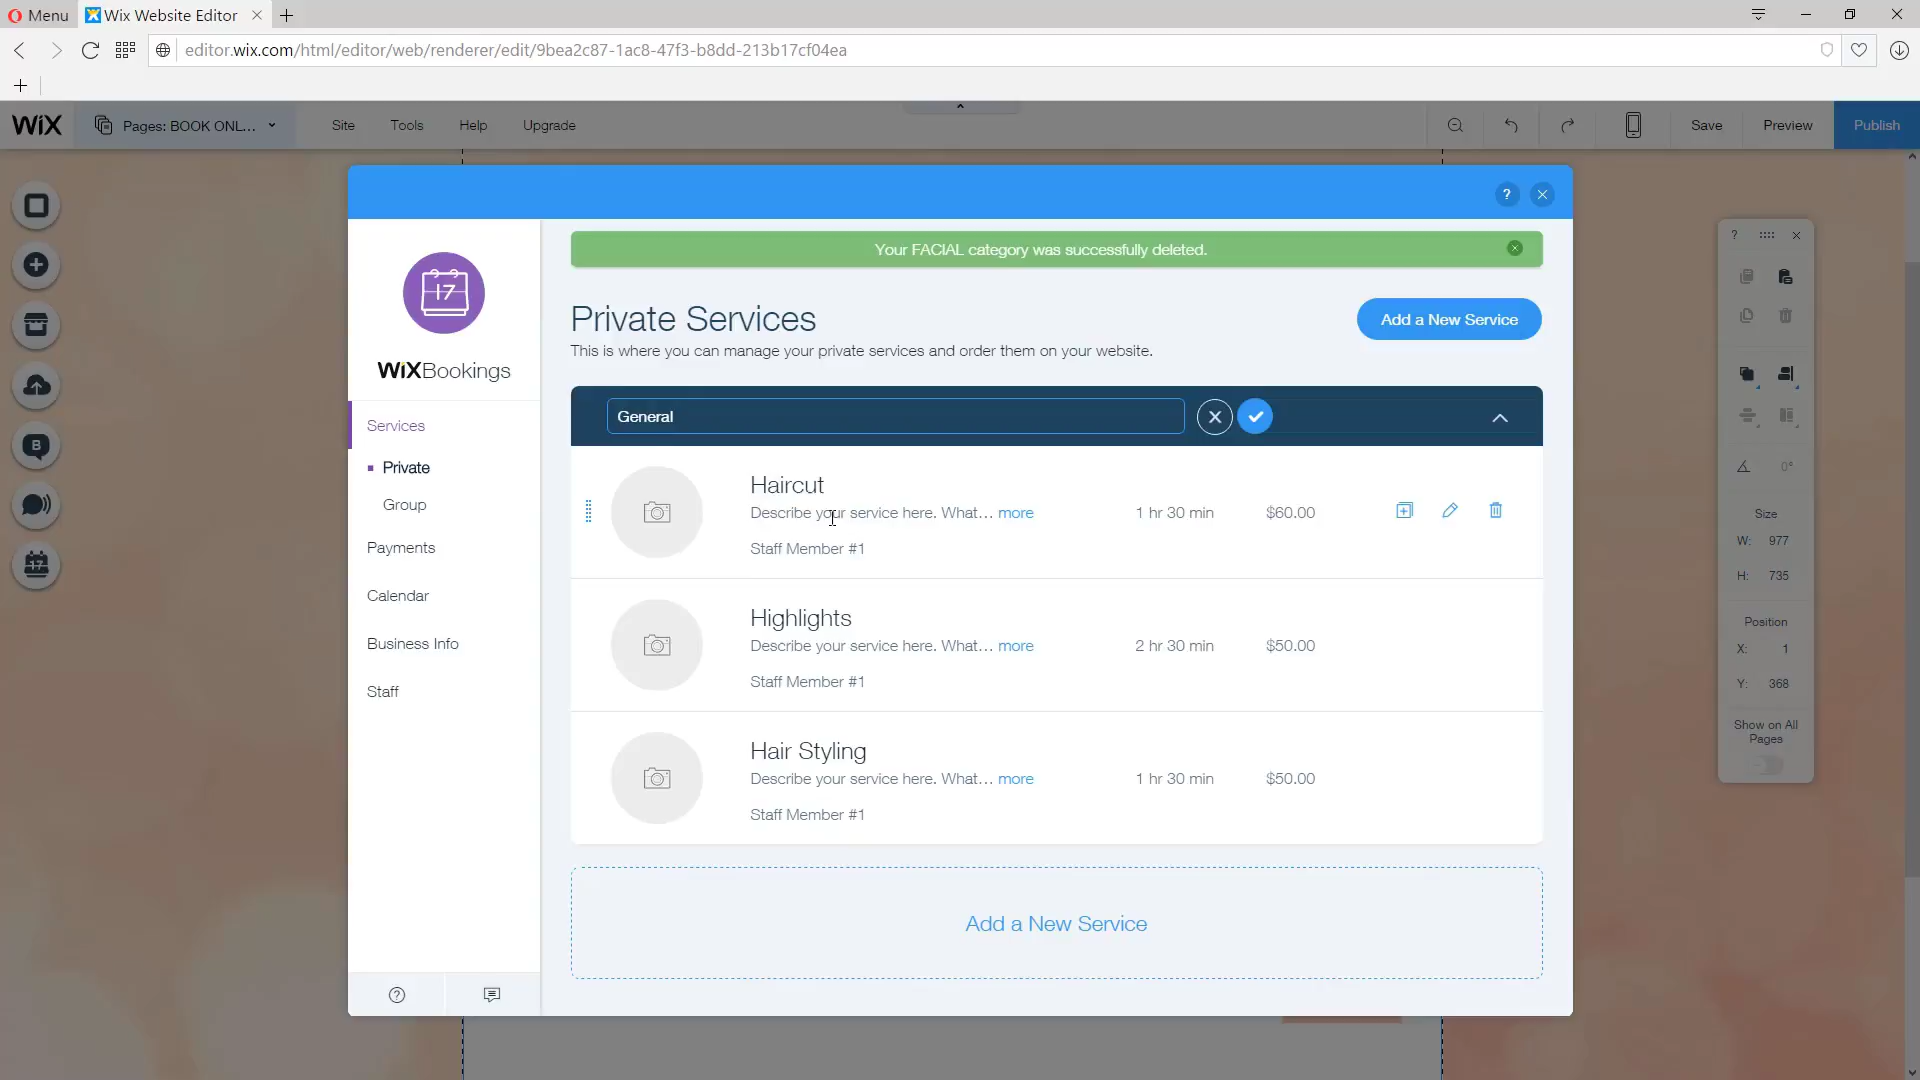 Menu
Wix Website Editor
editor.wix.com/html/editor/web/renderer/edit/9bea2c87-1ac8-47f3-b8dd-213b17cf04ea
WiX
Pages: BOOK ONL...
Site
Tools
Help
Upgrade
Save
Preview
Publish
?
Your FACIAL category was successfully deleted.
17
WiXBookings
Services
Private
Group
Payments
Calendar
Business Info
Staff
?
Private Services
Add a New Service
This is where you can manage your private services and order them on your website.
General
Haircut
Describe your service here. What... more
1 hr 30 min
$60.00
Staff Member #1
Highlights
Describe your service here. What... more
2 hr 30 min
$50.00
Staff Member #1
Hair Styling
Describe your service here. What... more
1 hr 30 min
$50.00
Staff Member #1
Add a New Service
B
17
?
0°
Size
W: 977
H: 735
Position
X: 1
Y: 368
Show on All
Pages